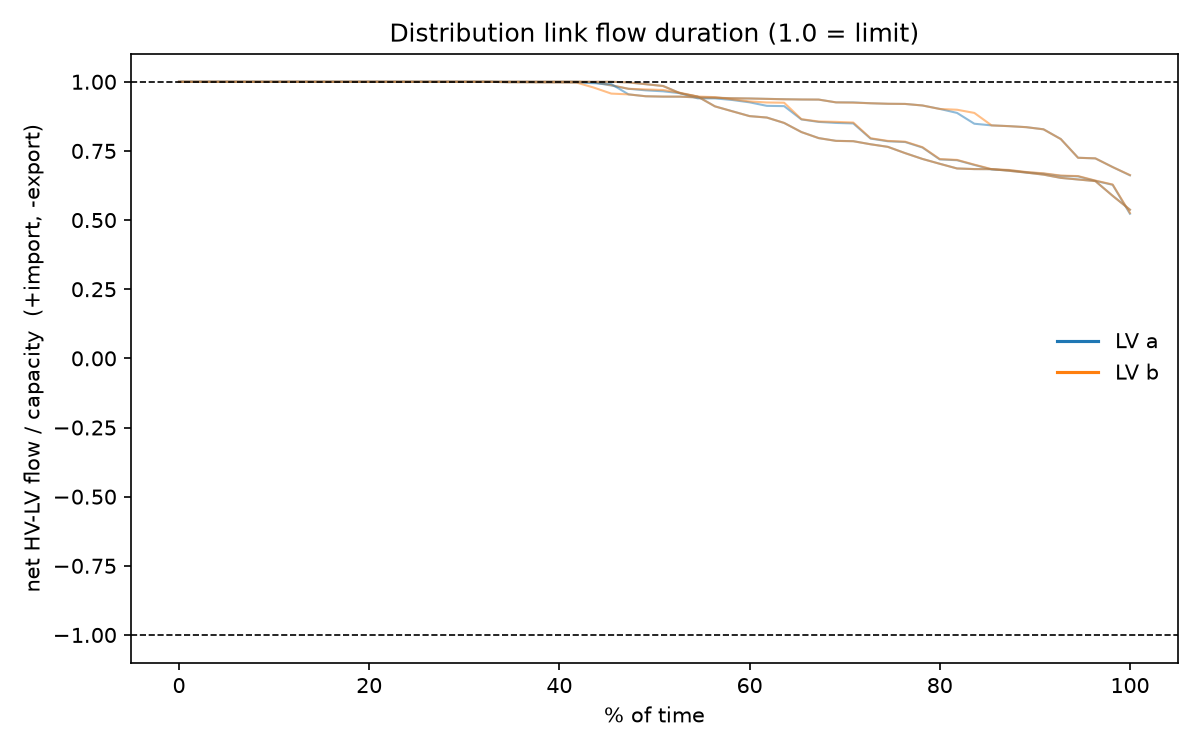 Distribution link flow duration (1.0 = limit)
net HV-LV flow / capacity  (+import, -export)
1.00
0.75
0.50
0.25
0.00
−0.25
−0.50
−0.75
−1.00
LV a
LV b
0 20 40 60 80 100
% of time